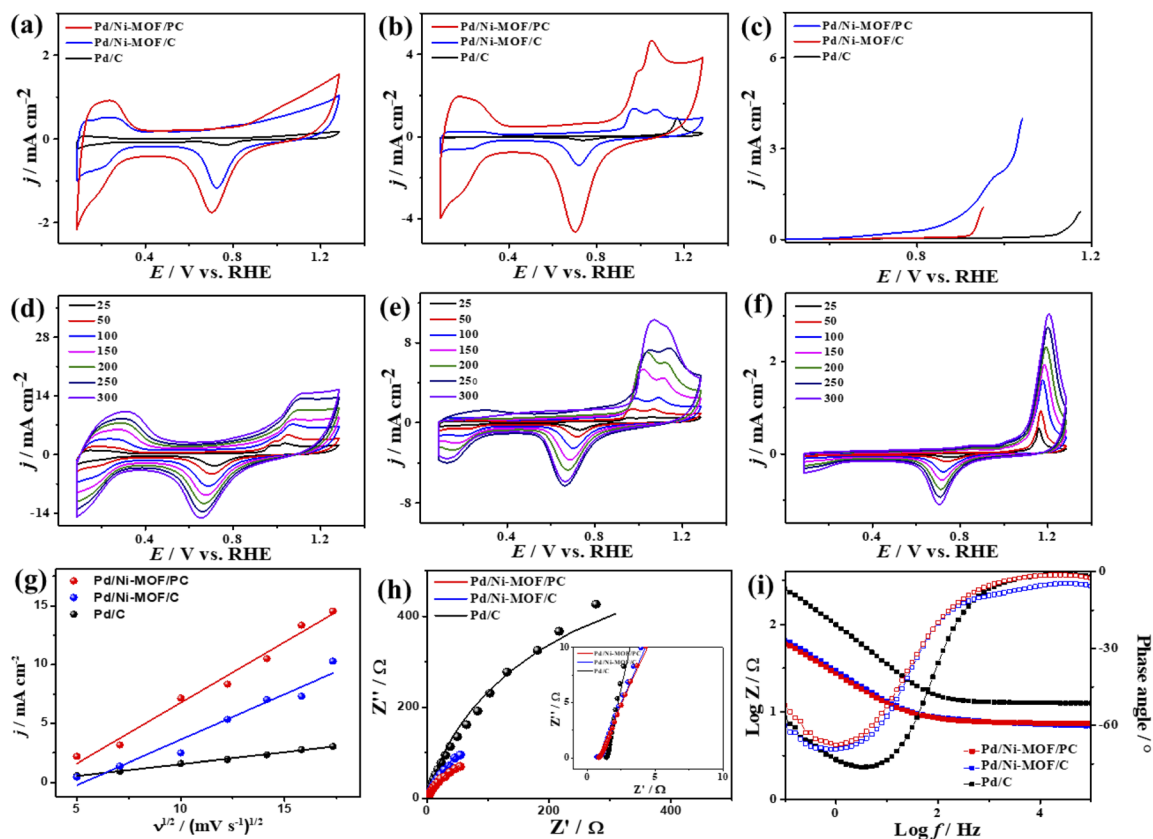 (a)
Pd/Ni-MOF/PC
Pd/Ni-MOF/C
Pd/C
j / mA cm⁻²
2
0
-2
0.4 0.8 1.2
E / V vs. RHE
(b)
Pd/Ni-MOF/PC
Pd/Ni-MOF/C
Pd/C
j / mA cm⁻²
4
0
-4
0.4 0.8 1.2
E / V vs. RHE
(c)
Pd/Ni-MOF/PC
Pd/Ni-MOF/C
Pd/C
j / mA cm⁻²
6
3
0
0.8 1.2
E / V vs. RHE
(d)
25
50
100
150
200
250
300
j / mA cm⁻²
28
14
0
-14
0.4 0.8 1.2
E / V vs. RHE
(e)
25
50
100
150
200
250
300
j / mA cm⁻²
8
0
-8
0.4 0.8 1.2
E / V vs. RHE
(f)
25
50
100
150
200
250
300
j / mA cm⁻²
2
0
0.4 0.8 1.2
E / V vs. RHE
(g)
Pd/Ni-MOF/PC
Pd/Ni-MOF/C
Pd/C
j / mA cm⁻²
15
10
5
0
5 10 15
ν¹/² / (mV s⁻¹)¹/²
(h)
Pd/Ni-MOF/PC
Pd/Ni-MOF/C
Pd/C
Z'' / Ω
400
200
0
0 200 400
Z' / Ω
Pd/Ni-MOF/PC
Pd/Ni-MOF/C
Pd/C
Z'' / Ω
10
5
0
0 5 10
Z' / Ω
(i)
Log Z / Ω
2
2
1
1
0
0 2 4
Log f / Hz
0
-30
-60
Phase angle / °
Pd/Ni-MOF/PC
Pd/Ni-MOF/C
Pd/C